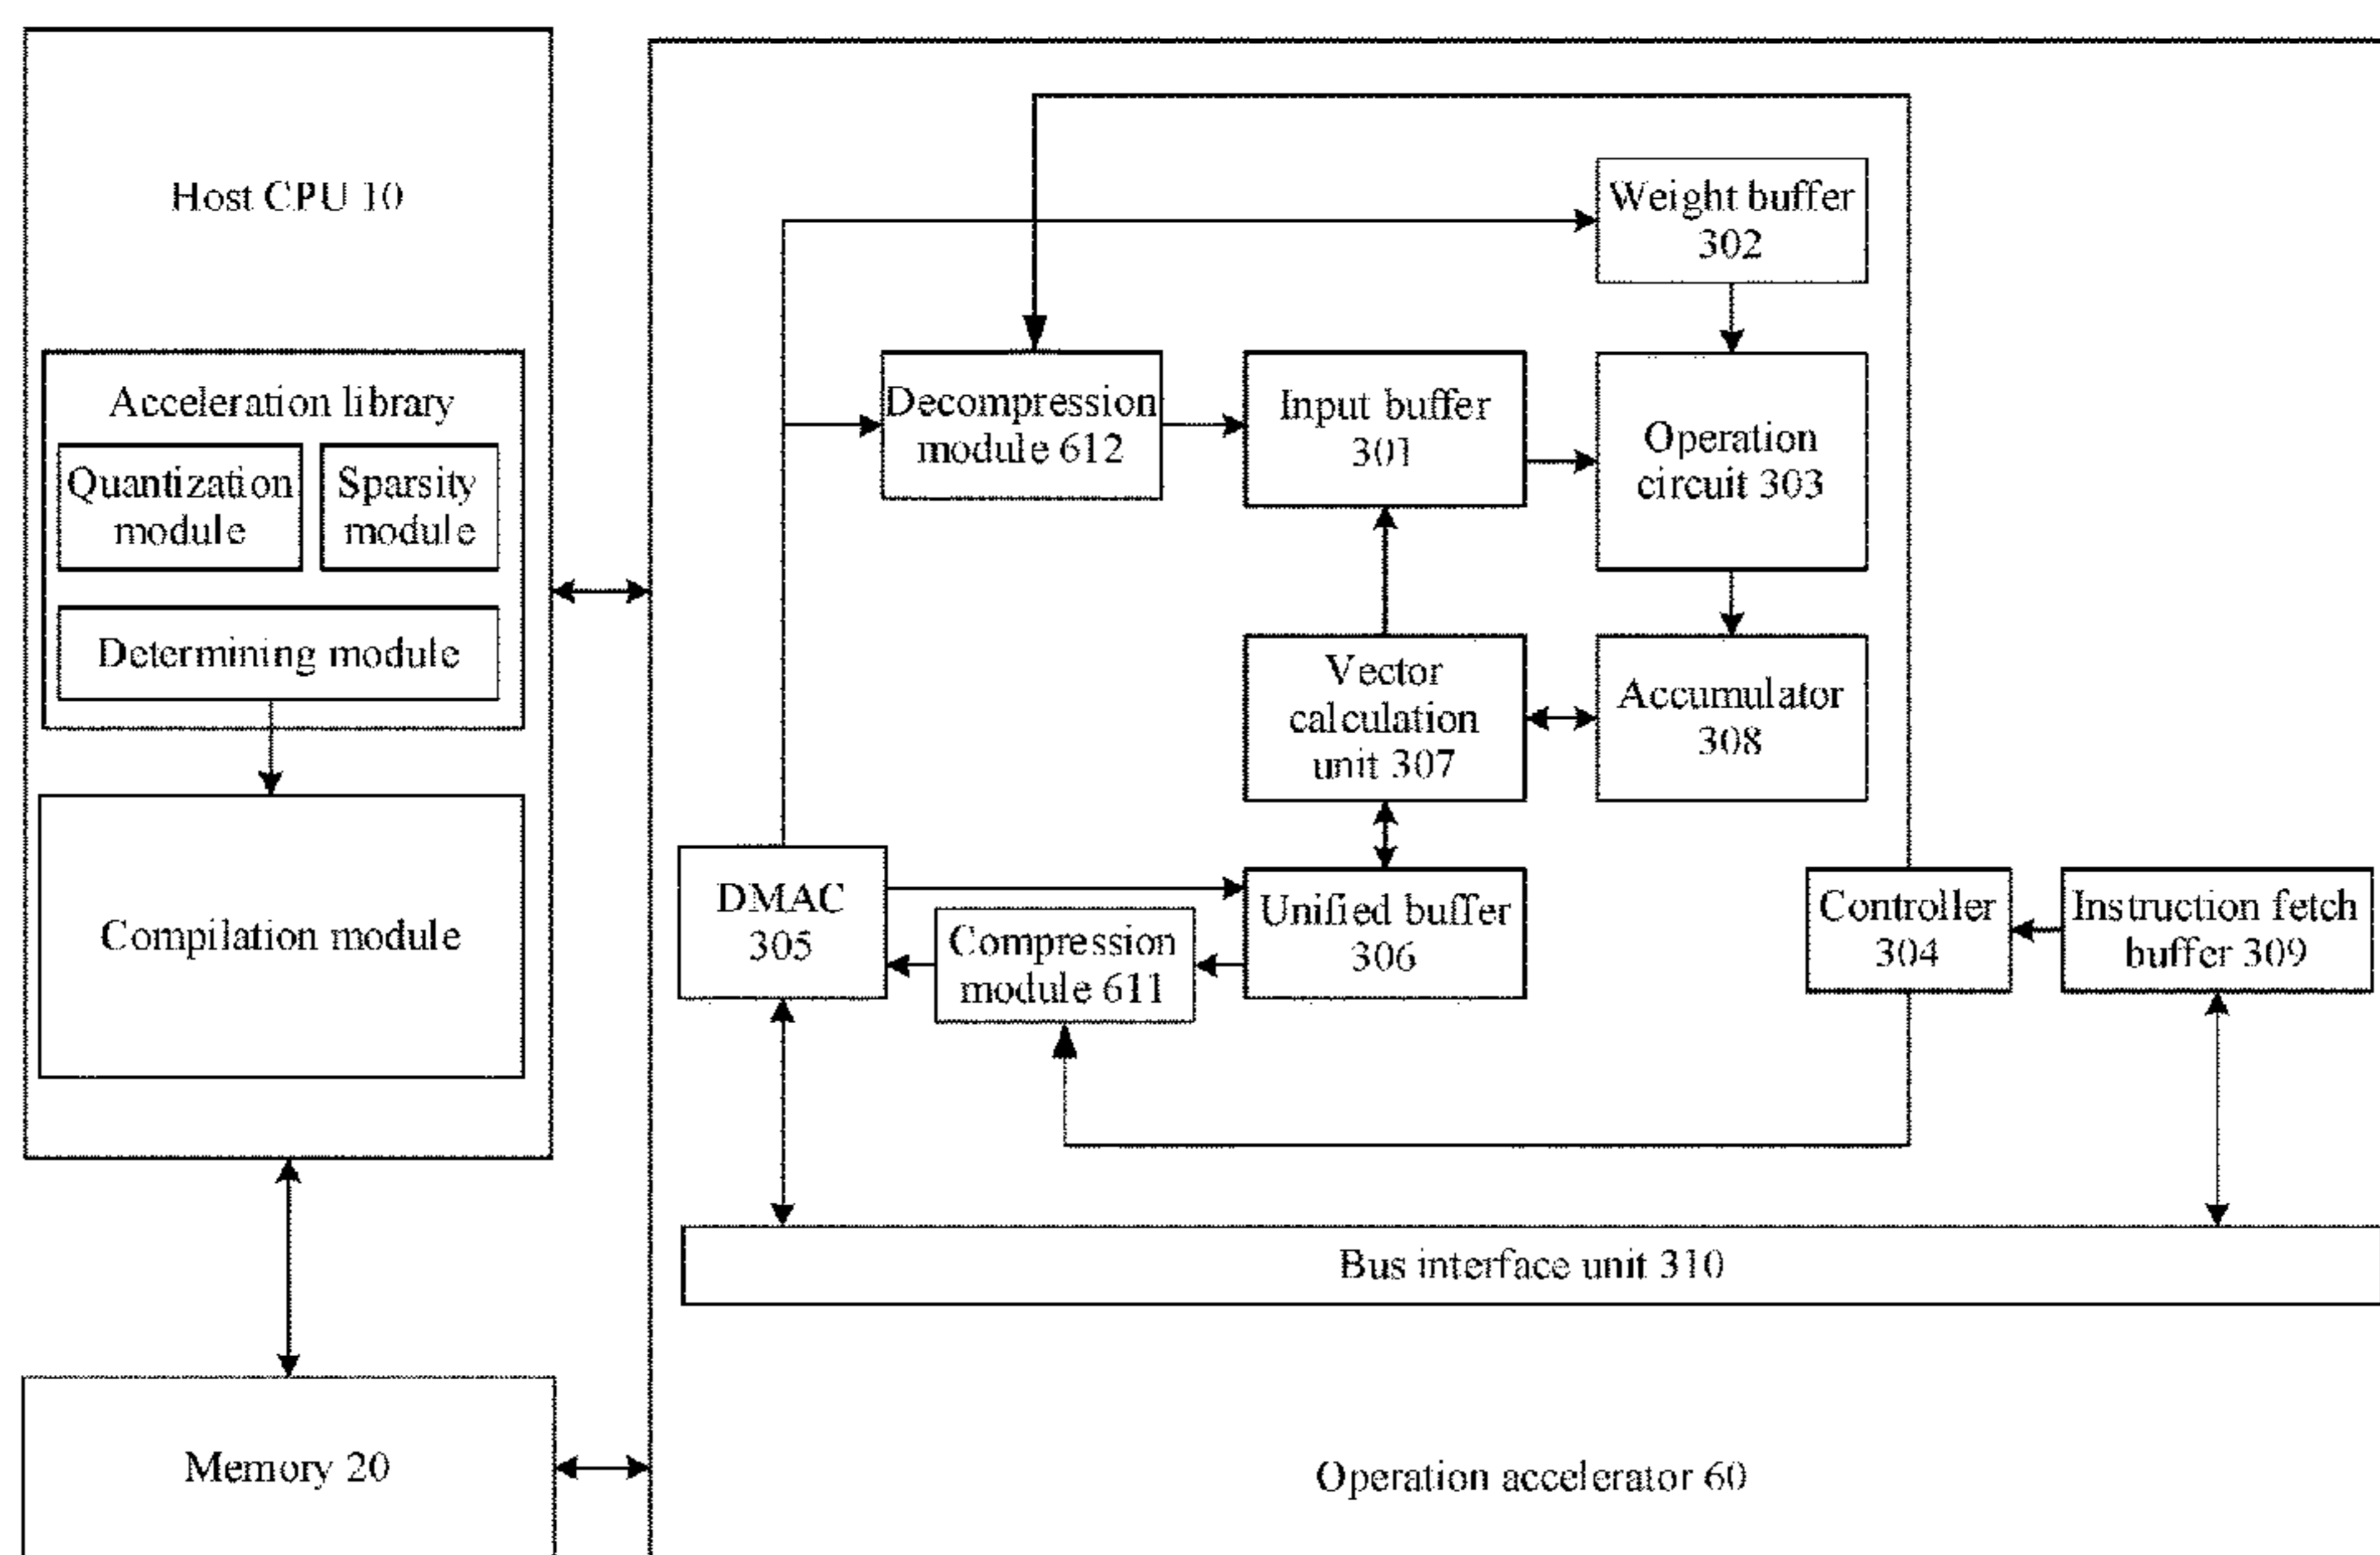 Host CPU 10
Acceleration library
Quantization
module
Sparsity
module
Determining module
Compilation module
Memory 20
Weight buffer
302
Decompression
module 612
Input buffer
301
Operation
circuit 303
Vector
calculation
unit 307
Accumulator
308
DMAC
305
Compression
module 611
Unified buffer
306
Controller
304
Instruction fetch
buffer 309
Bus interface unit 310
Operation accelerator 60